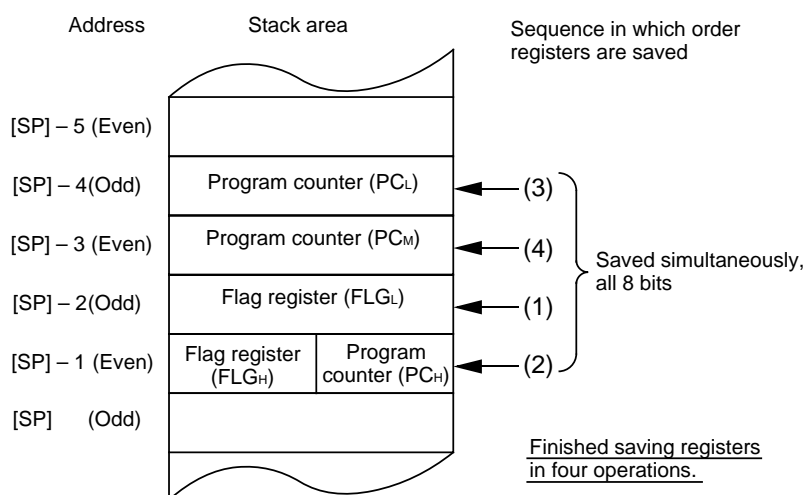 Address
Stack area
Sequence in which order
registers are saved
[SP] – 5 (Even)
[SP] – 4(Odd)
Program counter (PCL)
(3)
[SP] – 3 (Even)
Program counter (PCM)
(4)
Saved simultaneously,
all 8 bits
[SP] – 2(Odd)
Flag register (FLGL)
(1)
[SP] – 1 (Even)
Flag register
(FLGH)
Program
counter (PCH)
(2)
[SP] (Odd)
Finished saving registers
in four operations.